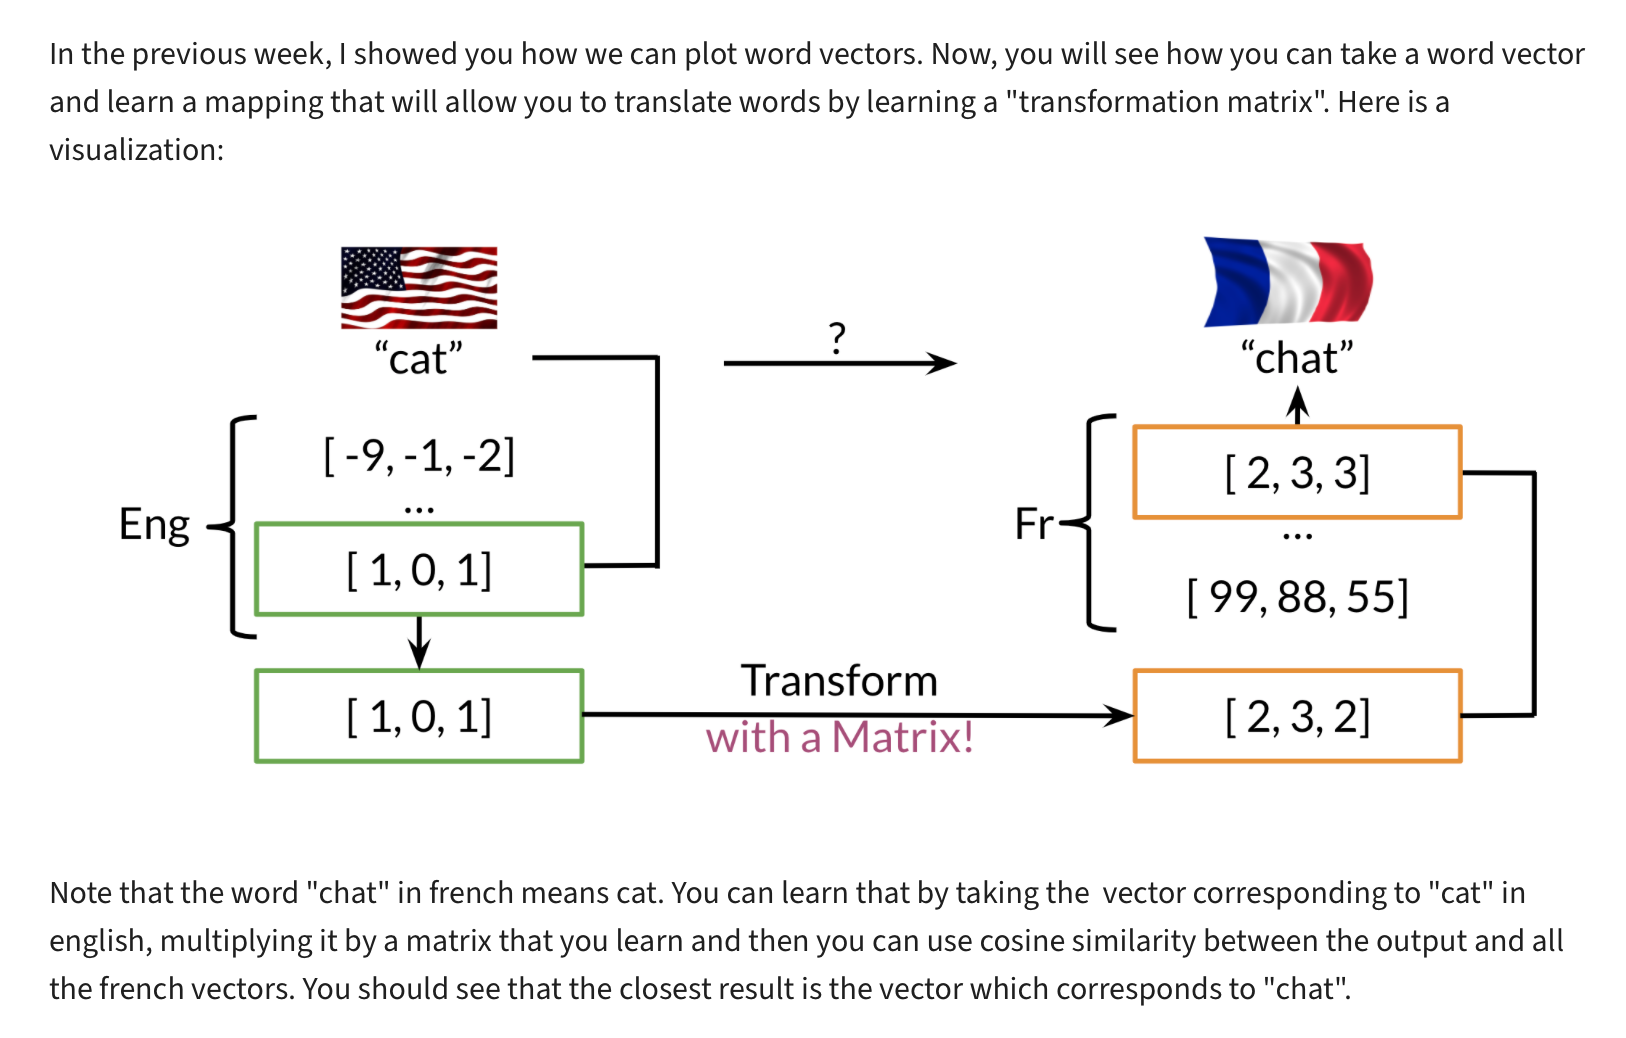 In the previous week, I showed you how we can plot word vectors. Now, you will see how you can take a word vector
and learn a mapping that will allow you to translate words by learning a "transformation matrix". Here is a
visualization:
?
“cat”
“chat”
[ -9, -1, -2]
...
[ 1, 0, 1]
Eng
[ 1, 0, 1]
Transform
with a Matrix!
Fr
[ 2, 3, 3]
...
[ 99, 88, 55]
[ 2, 3, 2]
Note that the word "chat" in french means cat. You can learn that by taking the  vector corresponding to "cat" in
english, multiplying it by a matrix that you learn and then you can use cosine similarity between the output and all
the french vectors. You should see that the closest result is the vector which corresponds to "chat".